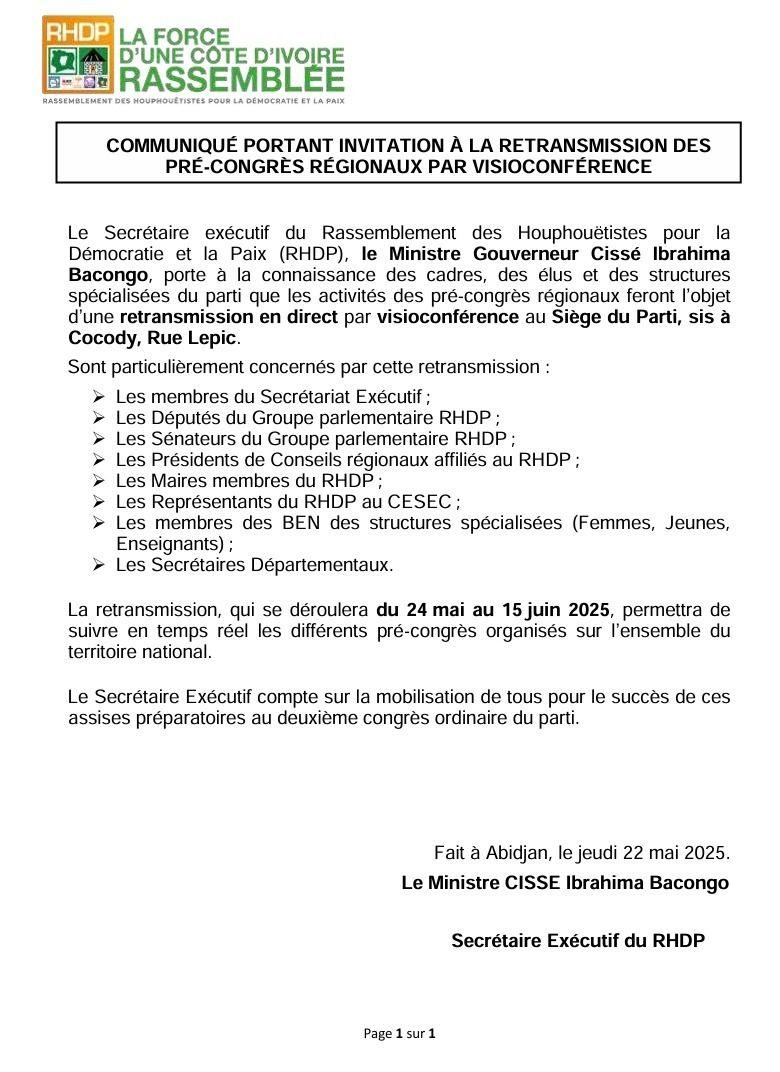 RHDP
LA FORCE
D'UNE CÔTE D'IVOIRE
RASSEMBLÉE
RASSEMBLEMENT DES HOUPHOUÊTISTES POUR LA DÉMOCRATIE ET LA PAIX
COMMUNIQUÉ PORTANT INVITATION À LA RETRANSMISSION DES
PRÉ-CONGRÈS RÉGIONAUX PAR VISIOCONFÉRENCE
Le Secrétaire exécutif du Rassemblement des Houphouëtistes pour la
Démocratie et la Paix (RHDP), le Ministre Gouverneur Cissé Ibrahima
Bacongo, porte à la connaissance des cadres, des élus et des structures
spécialisées du parti que les activités des pré-congrès régionaux feront l'objet
d'une retransmission en direct par visioconférence au Siège du Parti, sis à
Cocody, Rue Lepic.
Sont particulièrement concernés par cette retransmission :
➢ Les membres du Secrétariat Exécutif ;
➢ Les Députés du Groupe parlementaire RHDP ;
➢ Les Sénateurs du Groupe parlementaire RHDP ;
➢ Les Présidents de Conseils régionaux affiliés au RHDP ;
➢ Les Maires membres du RHDP ;
➢ Les Représentants du RHDP au CESEC ;
➢ Les membres des BEN des structures spécialisées (Femmes, Jeunes,
Enseignants) ;
➢ Les Secrétaires Départementaux.
La retransmission, qui se déroulera du 24 mai au 15 juin 2025, permettra de
suivre en temps réel les différents pré-congrès organisés sur l'ensemble du
territoire national.
Le Secrétaire Exécutif compte sur la mobilisation de tous pour le succès de ces
assises préparatoires au deuxième congrès ordinaire du parti.
Fait à Abidjan, le jeudi 22 mai 2025.
Le Ministre CISSE Ibrahima Bacongo
Secrétaire Exécutif du RHDP
Page 1 sur 1